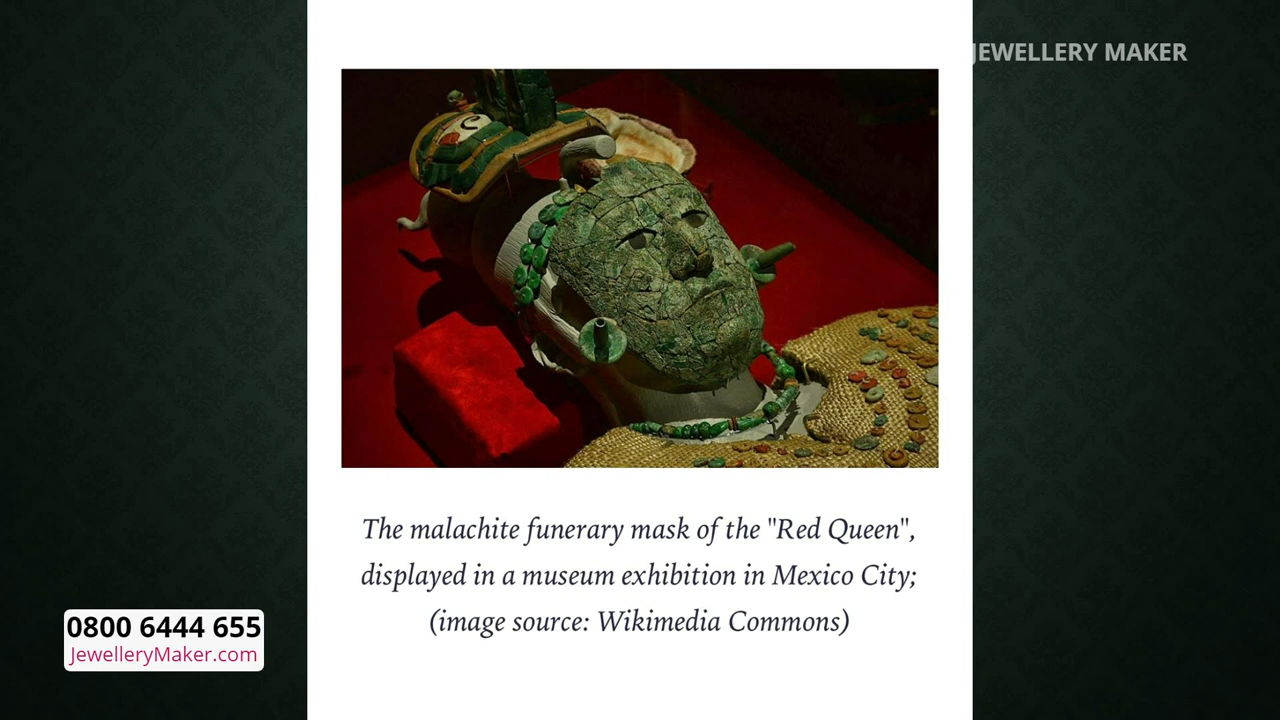 JEWELLERY MAKER
The malachite funerary mask of the "Red Queen",
displayed in a museum exhibition in Mexico City;
(image source: Wikimedia Commons)
0800 6444 655
JewelleryMaker.com